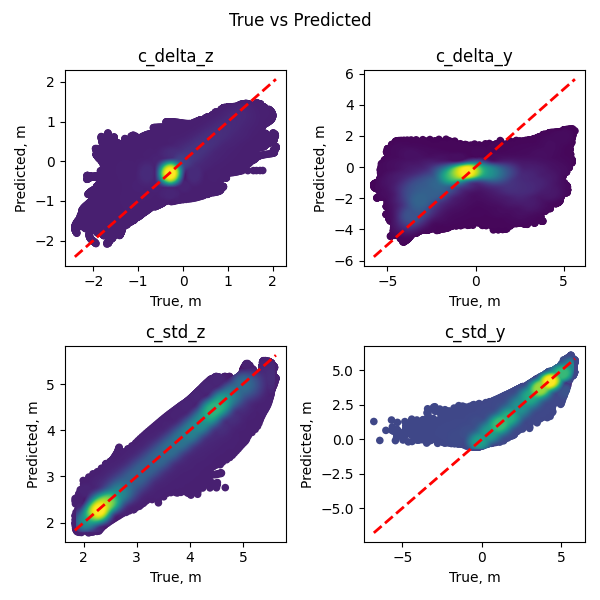 True vs Predicted
c_delta_z
Predicted, m
2
1
0
−1
−2
−2 −1 0 1 2
True, m
c_delta_y
Predicted, m
6
4
2
0
−2
−4
−6
−5 0 5
True, m
c_std_z
Predicted, m
5
4
3
2
2 3 4 5
True, m
c_std_y
Predicted, m
5.0
2.5
0.0
−2.5
−5.0
−5 0 5
True, m